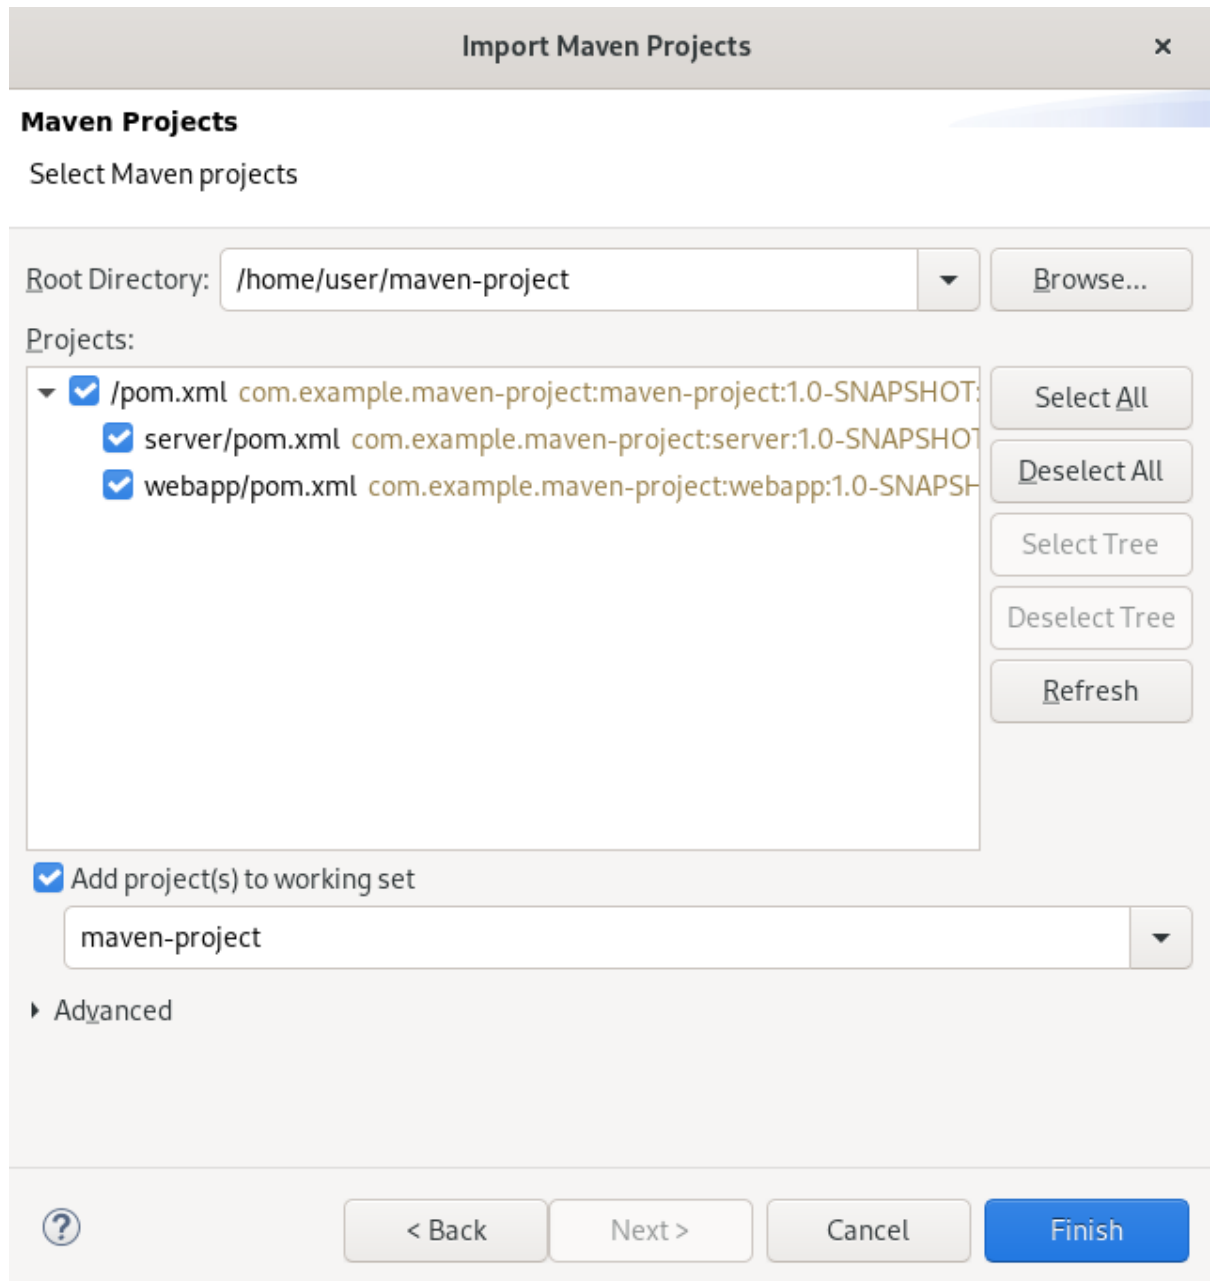 Import Maven Projects ×
Maven Projects
Select Maven projects
Root Directory: /home/user/maven-project Browse...
Projects:
/pom.xml com.example.maven-project:maven-project:1.0-SNAPSHOT:
server/pom.xml com.example.maven-project:server:1.0-SNAPSHOT
webapp/pom.xml com.example.maven-project:webapp:1.0-SNAPSH
Select All
Deselect All
Select Tree
Deselect Tree
Refresh
Add project(s) to working set
maven-project
Advanced
? < Back Next > Cancel Finish